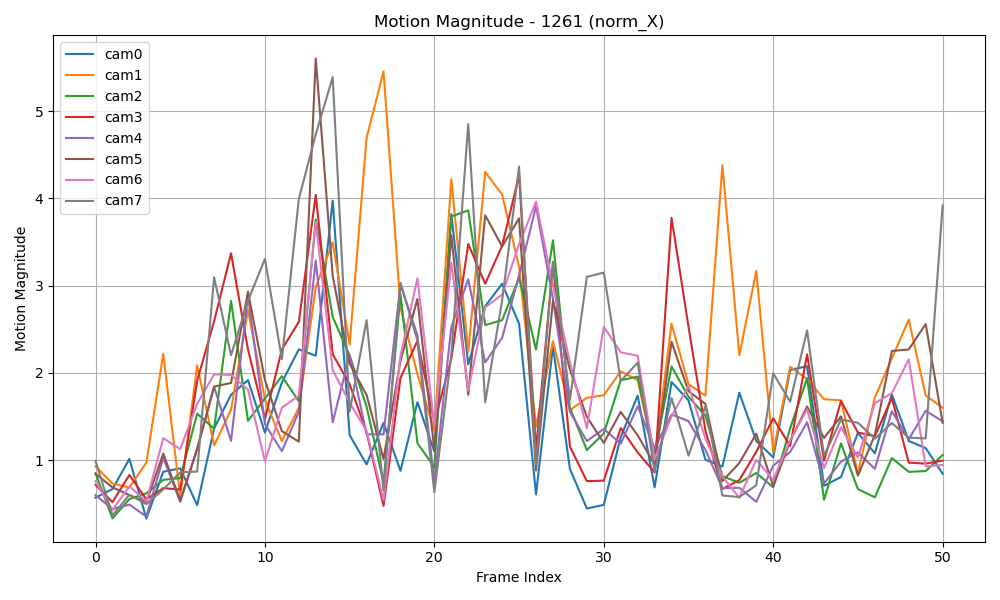 Motion Magnitude - 1261 (norm_X)
cam0
cam1
cam2
cam3
cam4
cam5
cam6
cam7
Motion Magnitude
5
4
3
2
1
0 10 20 30 40 50
Frame Index